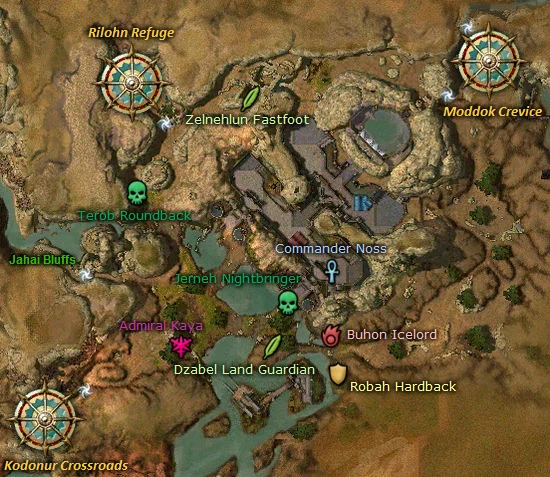 Rilohn Refuge
Moddok Crevice
Zelnehlun Fastfoot
Terob Roundback
Commander Noss
Jahai Bluffs
Jerneh Nightbringer
Admiral Kaya
Buhon Icelord
Dzabel Land Guardian
Robah Hardback
Kodonur Crossroads